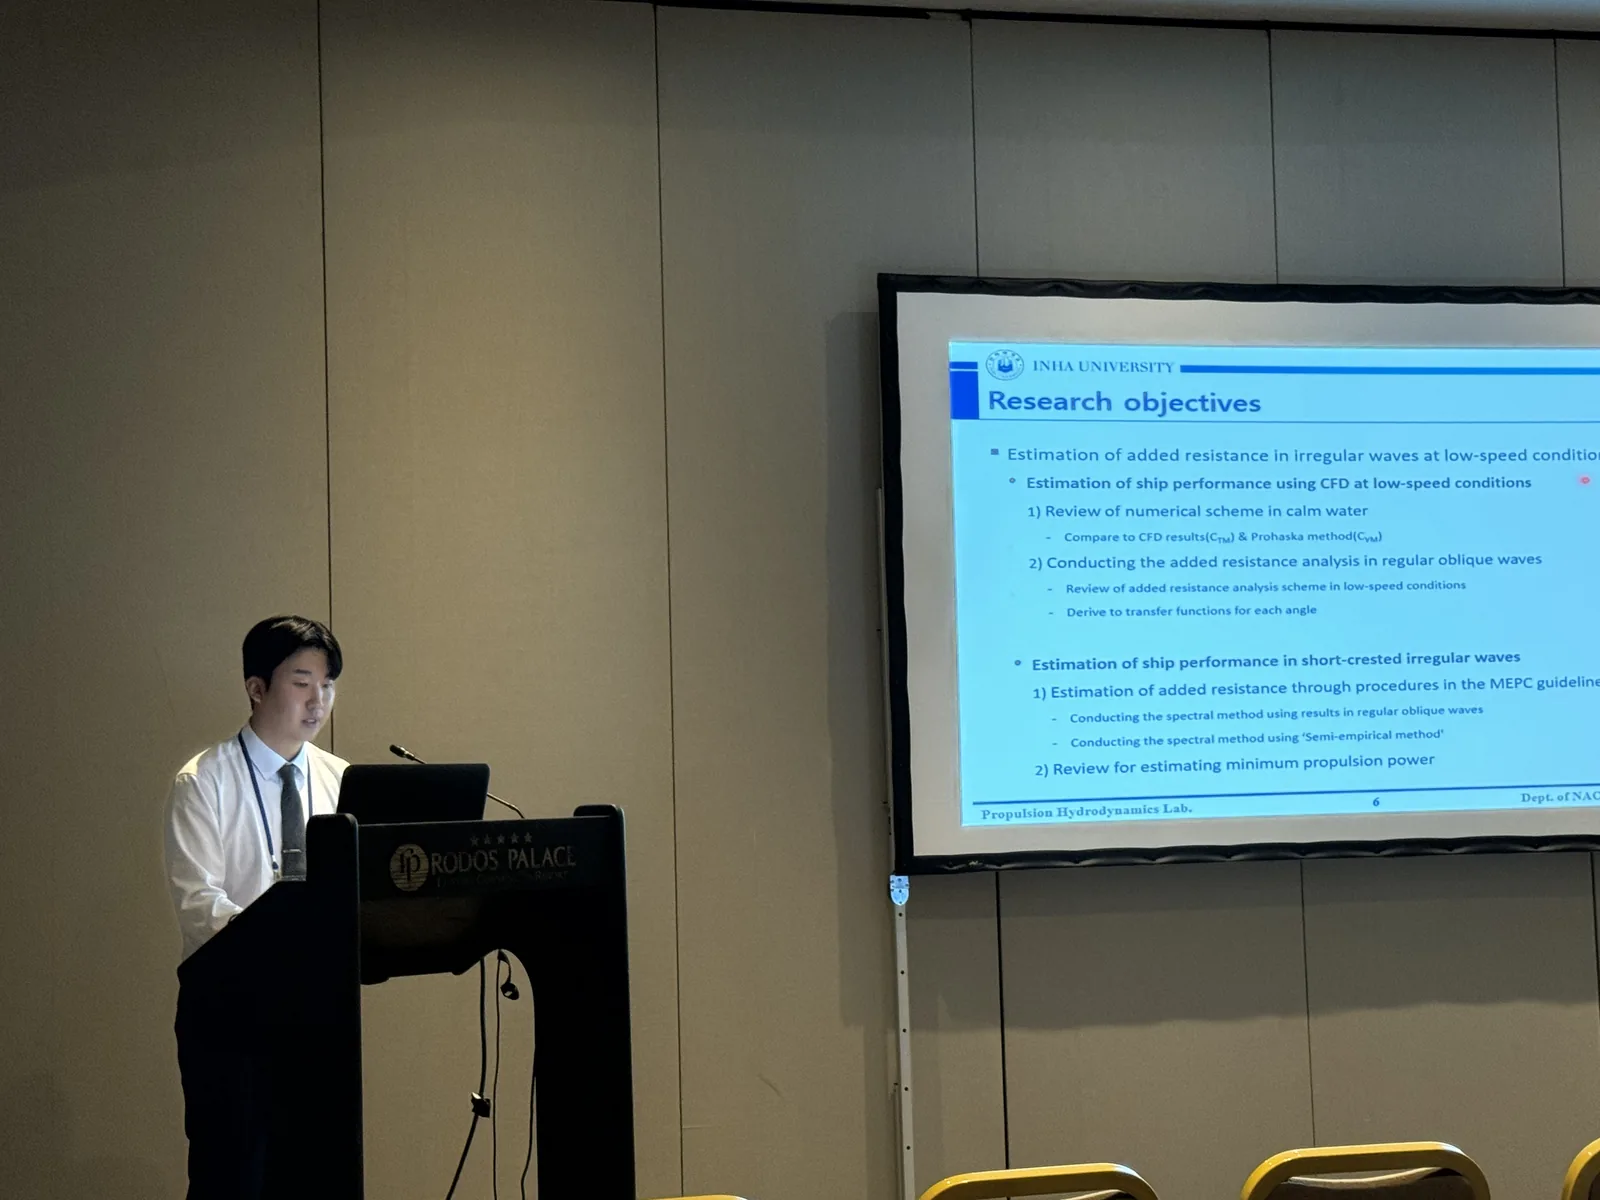 INHA UNIVERSITY
Research objectives
Estimation of added resistance in irregular waves at low-speed conditio
Estimation of ship performance using CFD at low-speed conditions
1) Review of numerical scheme in calm water
- Compare to CFD results(CTM) & Prohaska method(CVM)
2) Conducting the added resistance analysis in regular oblique waves
- Review of added resistance analysis scheme in low-speed conditions
- Derive to transfer functions for each angle
Estimation of ship performance in short-crested irregular waves
1) Estimation of added resistance through procedures in the MEPC guideline
- Conducting the spectral method using results in regular oblique waves
- Conducting the spectral method using 'Semi-empirical method'
2) Review for estimating minimum propulsion power
Propulsion Hydrodynamics Lab.
6
Dept. of NAO
rp RODOS PALACE